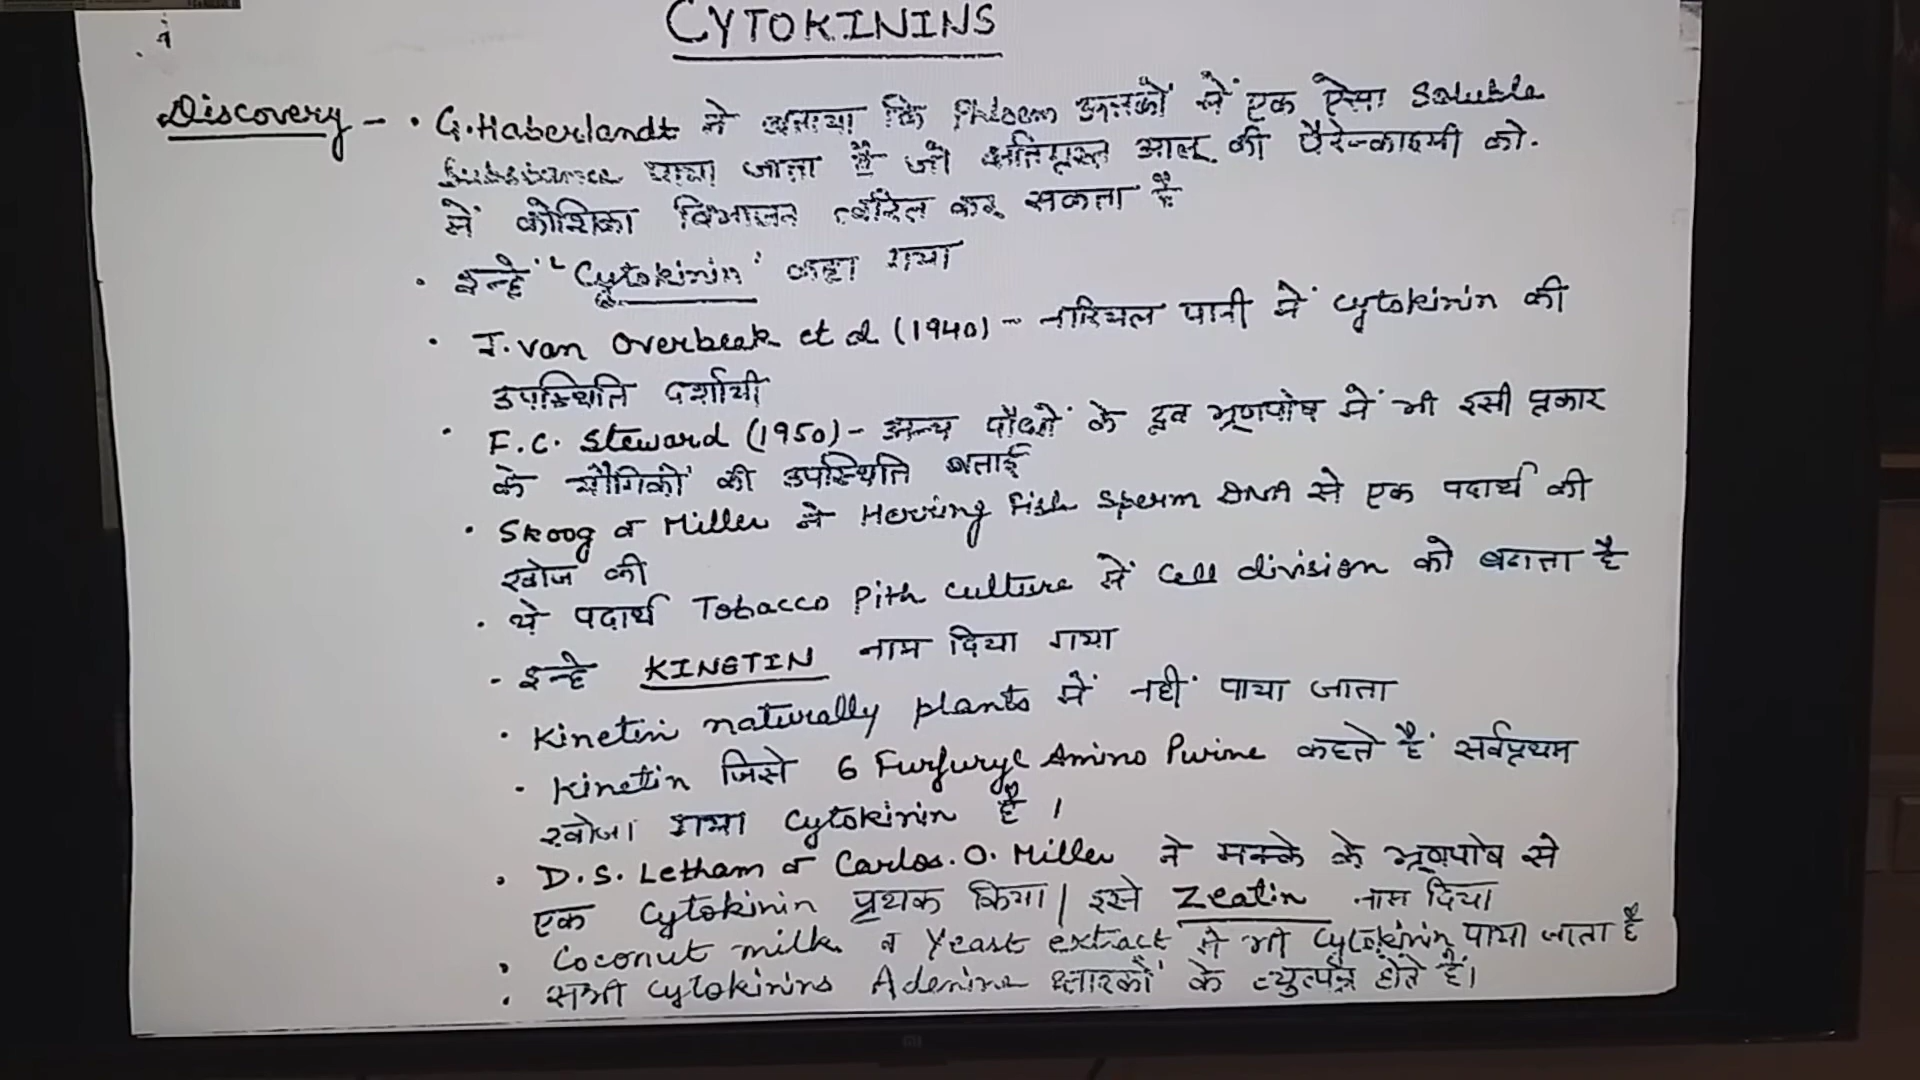 CYTOKININS
Discovery - • G.Haberlandt ने बताया कि Phloem ऊतकों में एक ऐसा Soluble
Substance पाया जाता है जो क्षतिग्रस्त आलू की पैरेन्काइमी को.
में कोशिका विभाजन त्वरित कर सकता है
• इन्हे "Cytokinin' कहा गया
• J.van Overbeek et al (1940) - नारियल पानी में Cytokinin की
उपस्थिति दर्शायी
• F.C. Steward (1950) - अन्य पौधों के द्रव भ्रूणपोष में भी इसी प्रकार
के यौगिकों की उपस्थिति बताई
• Skoog व Miller ने Herring Fish Sperm DNA से एक पदार्थ की
खोज की
• ये पदार्थ Tobacco Pith Culture में Cell division को बढाता है
• इन्हे KINETIN नाम दिया गया
• Kinetin naturally plants में नहीं पाया जाता
• Kinetin जिसे 6 Furfuryl Amino Purine कहते हैं सर्वप्रथम
खोजा गया Cytokinin है ।
• D.S. Letham व Carlos.O. Miller ने मक्के के भ्रूणपोष से
एक Cytokinin प्रथक किया | इसे Zeatin नाम दिया
• Coconut milk व Yeast extract में भी Cytokinin पाया जाता है
• सभी Cytokinins Adenine क्षारकों के व्युत्पन्न होते हैं।
mi